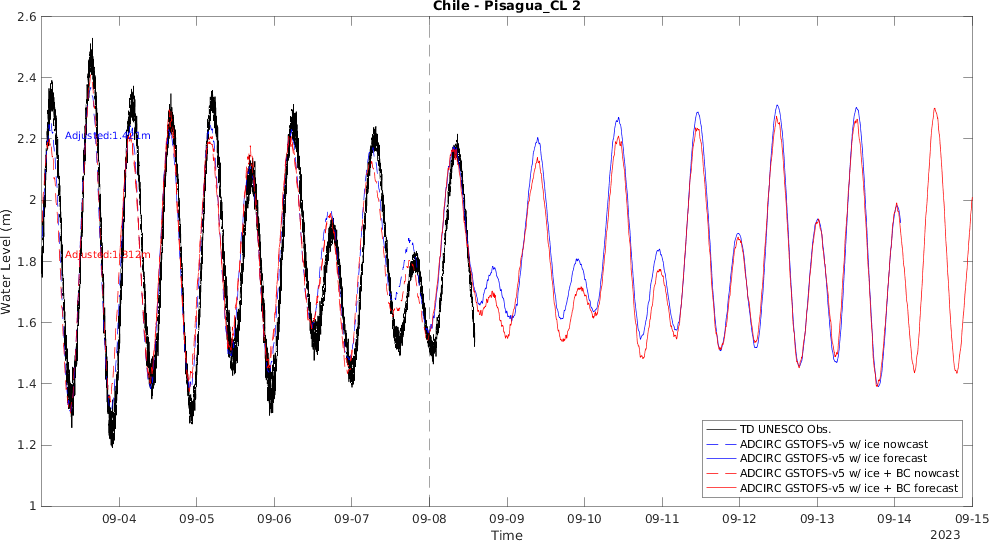 Chile - Pisagua_CL 2
2.6
2.4
2.2
2
1.8
1.6
1.4
1.2
1
Water Level (m)
Adjusted:
Adjusted:
TD UNESCO Obs.
ADCIRC GSTOFS-v5 w/ ice nowcast
ADCIRC GSTOFS-v5 w/ ice forecast
ADCIRC GSTOFS-v5 w/ ice + BC nowcast
ADCIRC GSTOFS-v5 w/ ice + BC forecast
09-04 09-05 09-06 09-07 09-08 09-09 09-10 09-11 09-12 09-13 09-14 09-15
Time
2023